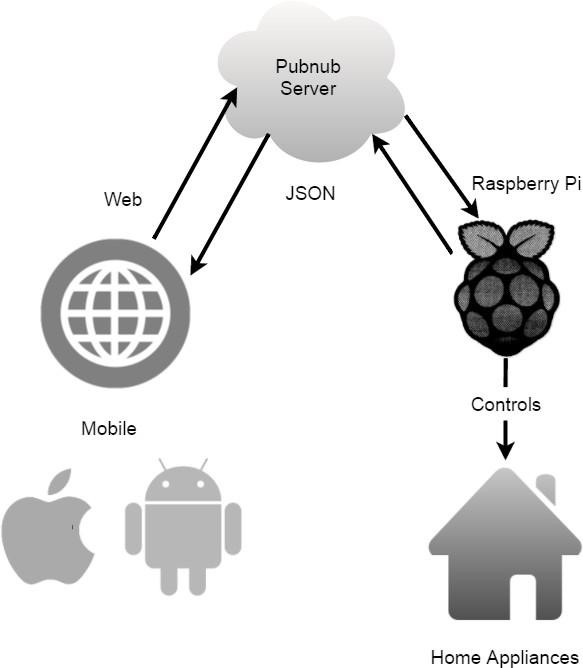 Pubnub
Server
Raspberry Pi
JSON
Web
Controls
Mobile
Home Appliances